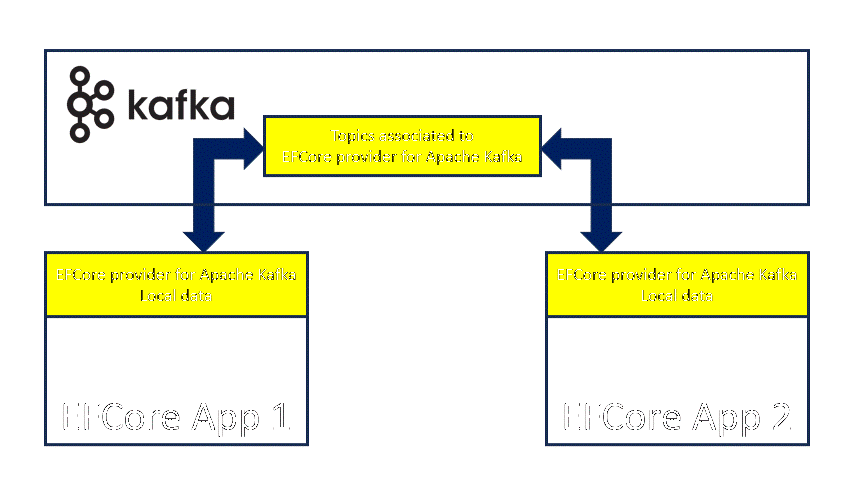 kafka
Topics associated to
EFCore provider for Apache Kafka
EFCore provider for Apache Kafka
Local data
EFCore provider for Apache Kafka
Local data
EFCore App 1
EFCore App 2